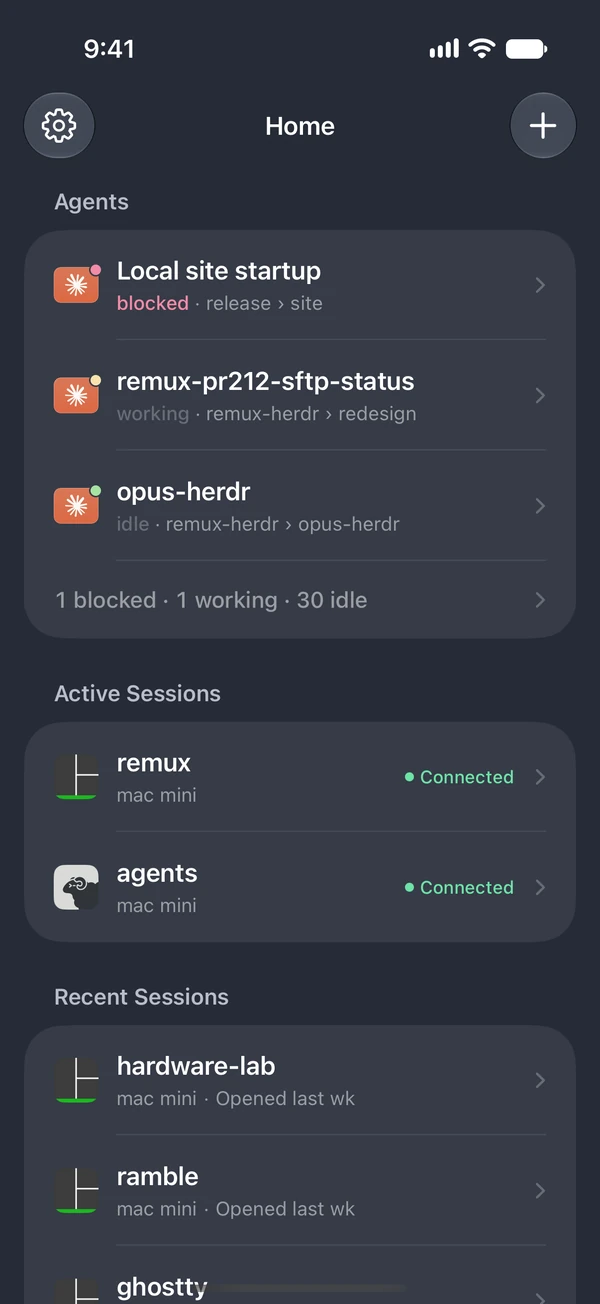 9:41
Home
Agents
Local site startup
blocked · release › site
remux-pr212-sftp-status
working · remux-herdr › redesign
opus-herdr
idle · remux-herdr › opus-herdr
1 blocked · 1 working · 30 idle
Active Sessions
remux
mac mini
Connected
agents
mac mini
Connected
Recent Sessions
hardware-lab
mac mini · Opened last wk
ramble
mac mini · Opened last wk
ghostty